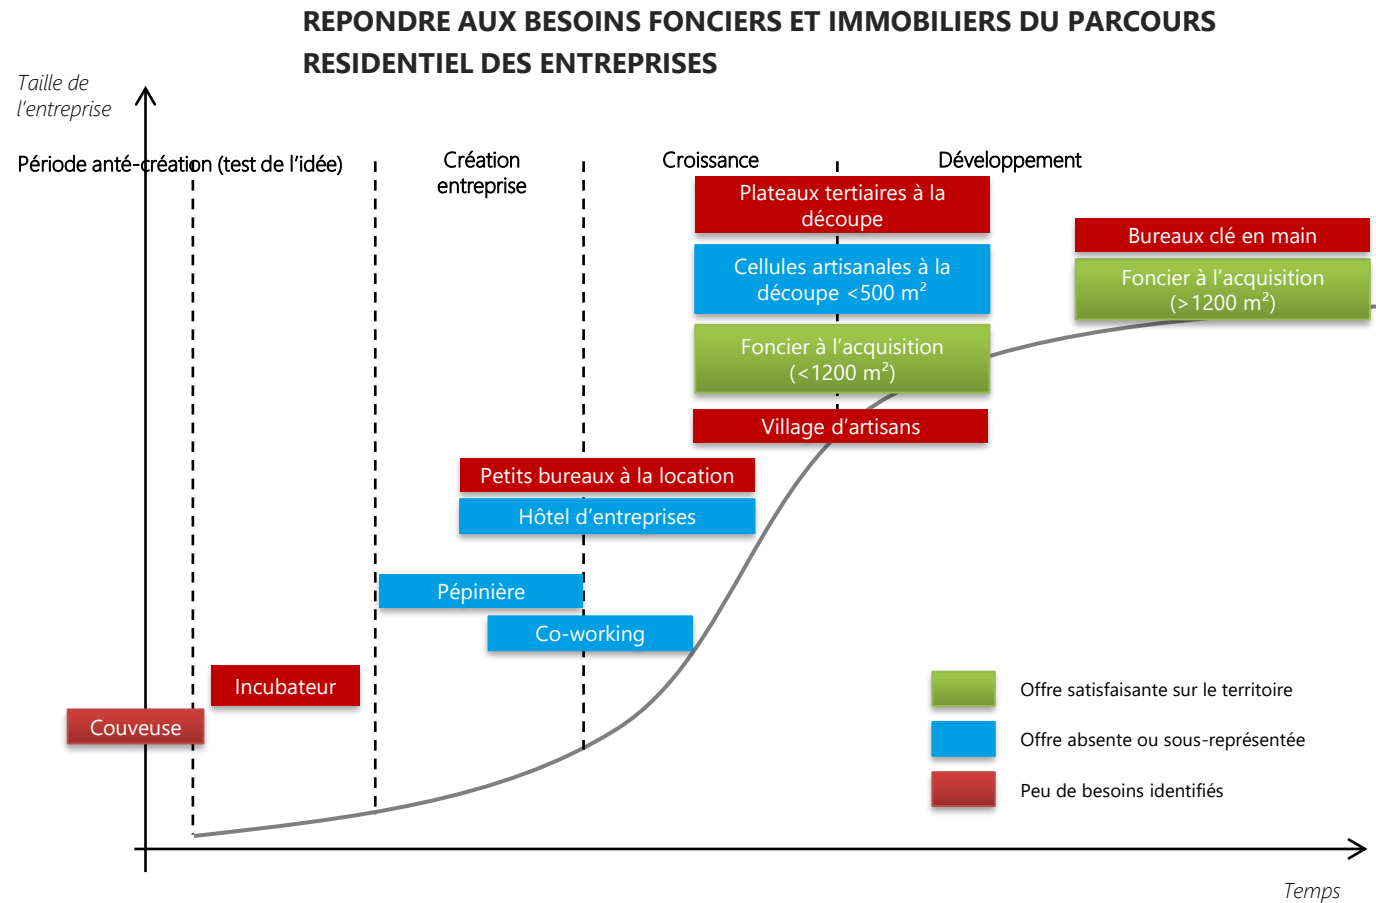 REPONDRE AUX BESOINS FONCIERS ET IMMOBILIERS DU PARCOURS
RESIDENTIEL DES ENTREPRISES
Taille de
l'entreprise
Période anté-création (test de l’idée)
Création
entreprise
Croissance
Développement
Plateaux tertiaires à la
découpe
Bureaux clé en main
Cellules artisanales à la
découpe <500 m²
Foncier à l’acquisition
(>1200 m²)
Foncier à l’acquisition
(<1200 m²)
Village d’artisans
Petits bureaux à la location
Hôtel d’entreprises
Pépinière
Co-working
Incubateur
Couveuse
Offre satisfaisante sur le territoire
Offre absente ou sous-représentée
Peu de besoins identifiés
Temps